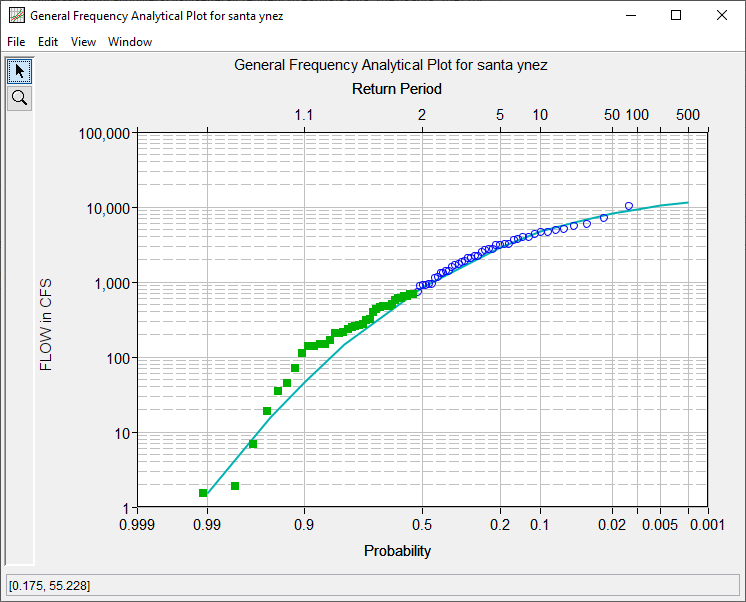 General Frequency Analytical Plot for santa ynez
File Edit View Window
General Frequency Analytical Plot for santa ynez
Return Period
1.1 2 5 10 50 100 500
100,000
10,000
1,000
100
10
1
FLOW in CFS
0.999 0.99 0.9 0.5 0.2 0.1 0.02 0.005 0.001
Probability
[0.175, 55.228]